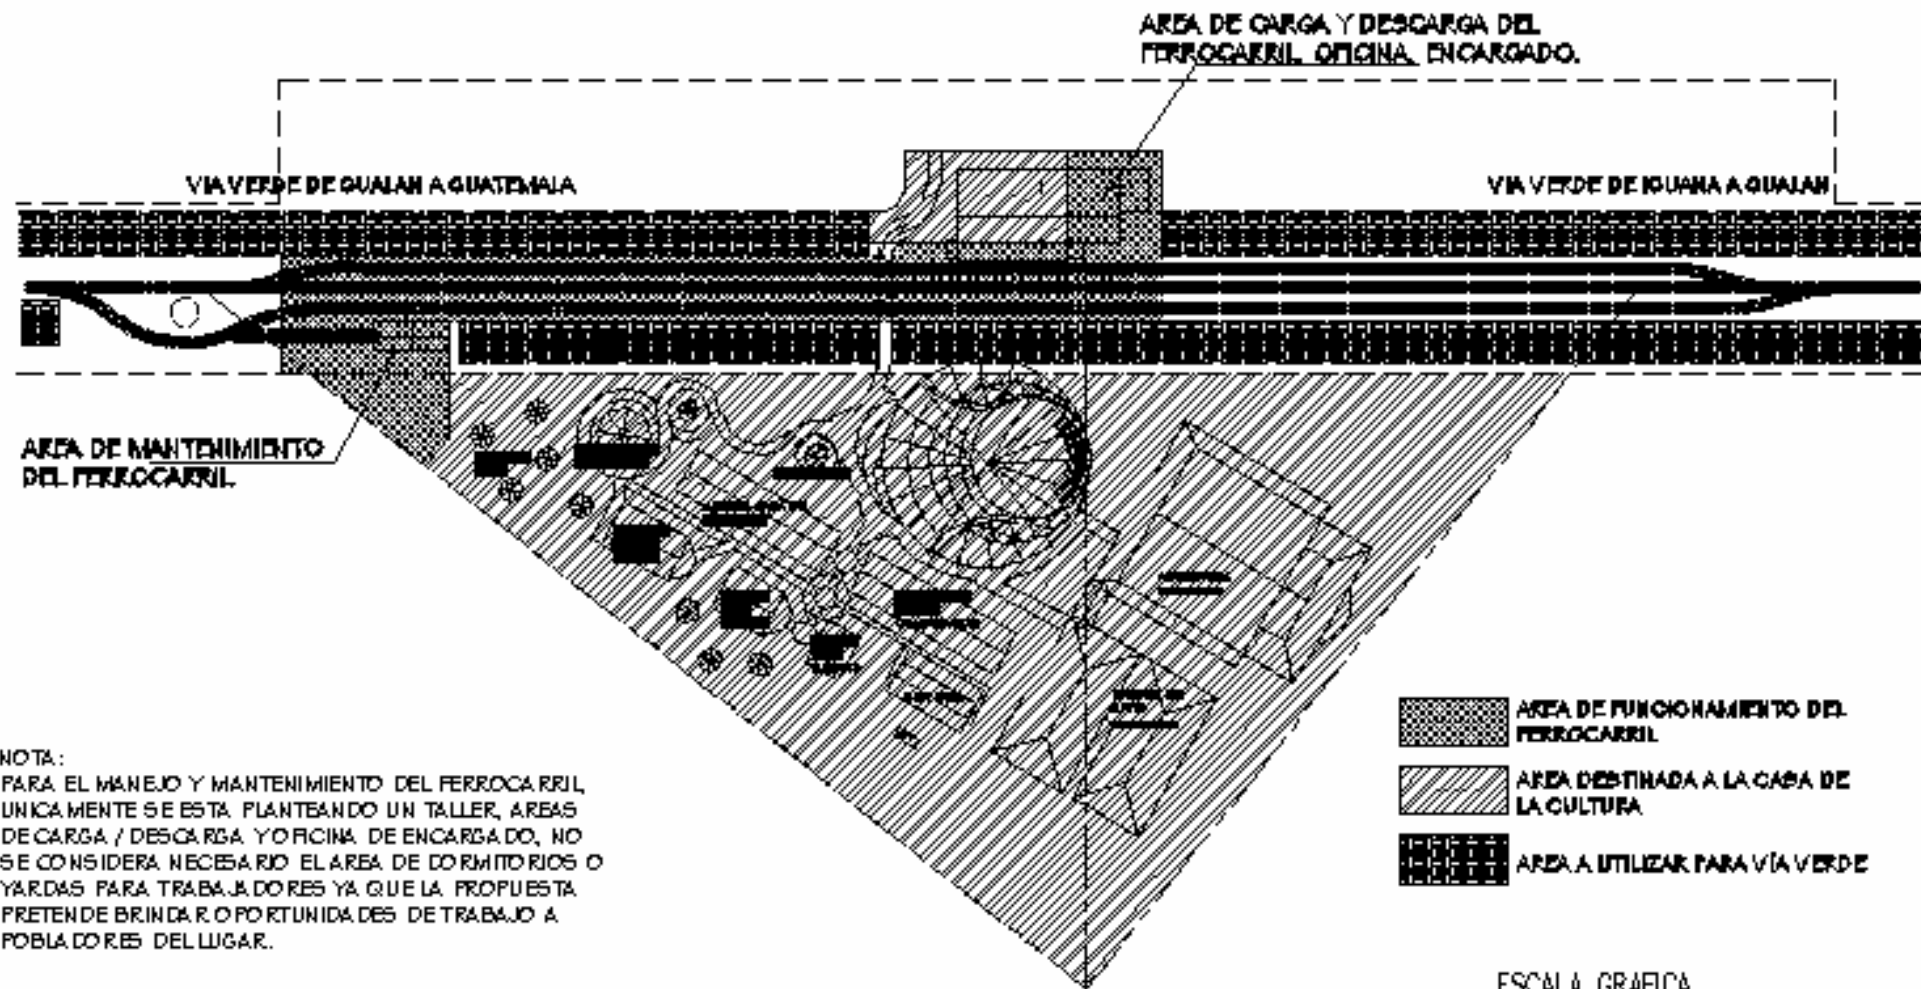 AREA DE CARGA Y DESCARGA DEL
FERROCARRIL, OFICINA, ENCARGADO.
VIA VERDE DE GUALAN A GUATEMALA
VIA VERDE DE IGUANA A GUALAN
AREA DE MANTENIMIENTO
DEL FERROCARRIL
AREA DE FUNCIONAMIENTO DEL
FERROCARRIL
AREA DESTINADA A LA CASA DE
LA CULTURA
AREA A UTILIZAR PARA VÍA VERDE
NOTA:
PARA EL MANEJO Y MANTENIMIENTO DEL FERROCARRIL,
UNICAMENTE SE ESTA PLANTEANDO UN TALLER, AREAS
DE CARGA / DESCARGA Y OFICINA DE ENCARGADO, NO
SE CONSIDERA NECESARIO EL AREA DE DORMITORIOS O
YARDAS PARA TRABAJADORES YA QUE LA PROPUESTA
PRETENDE BRINDAR OPORTUNIDADES DE TRABAJO A
POBLADORES DEL LUGAR.
ESCALA GRAFICA